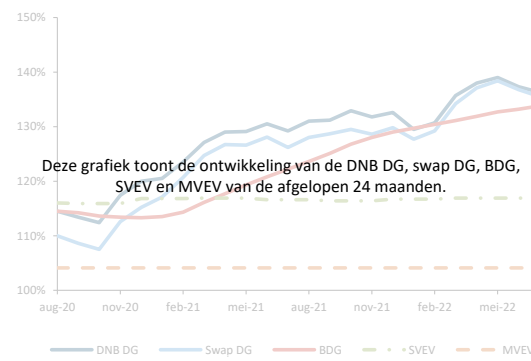 150%
140%
130%
Deze grafiek toont de ontwikkeling van de DNB DG, swap DG, BDG,
120%
SVEV en MVEV van de afgelopen 24 maanden.
110%
100%
aug-20 nov-20 feb-21 mei-21 aug-21 nov-21 feb-22 mei-22
DNB DG Swap DG BDG SVEV MVEV